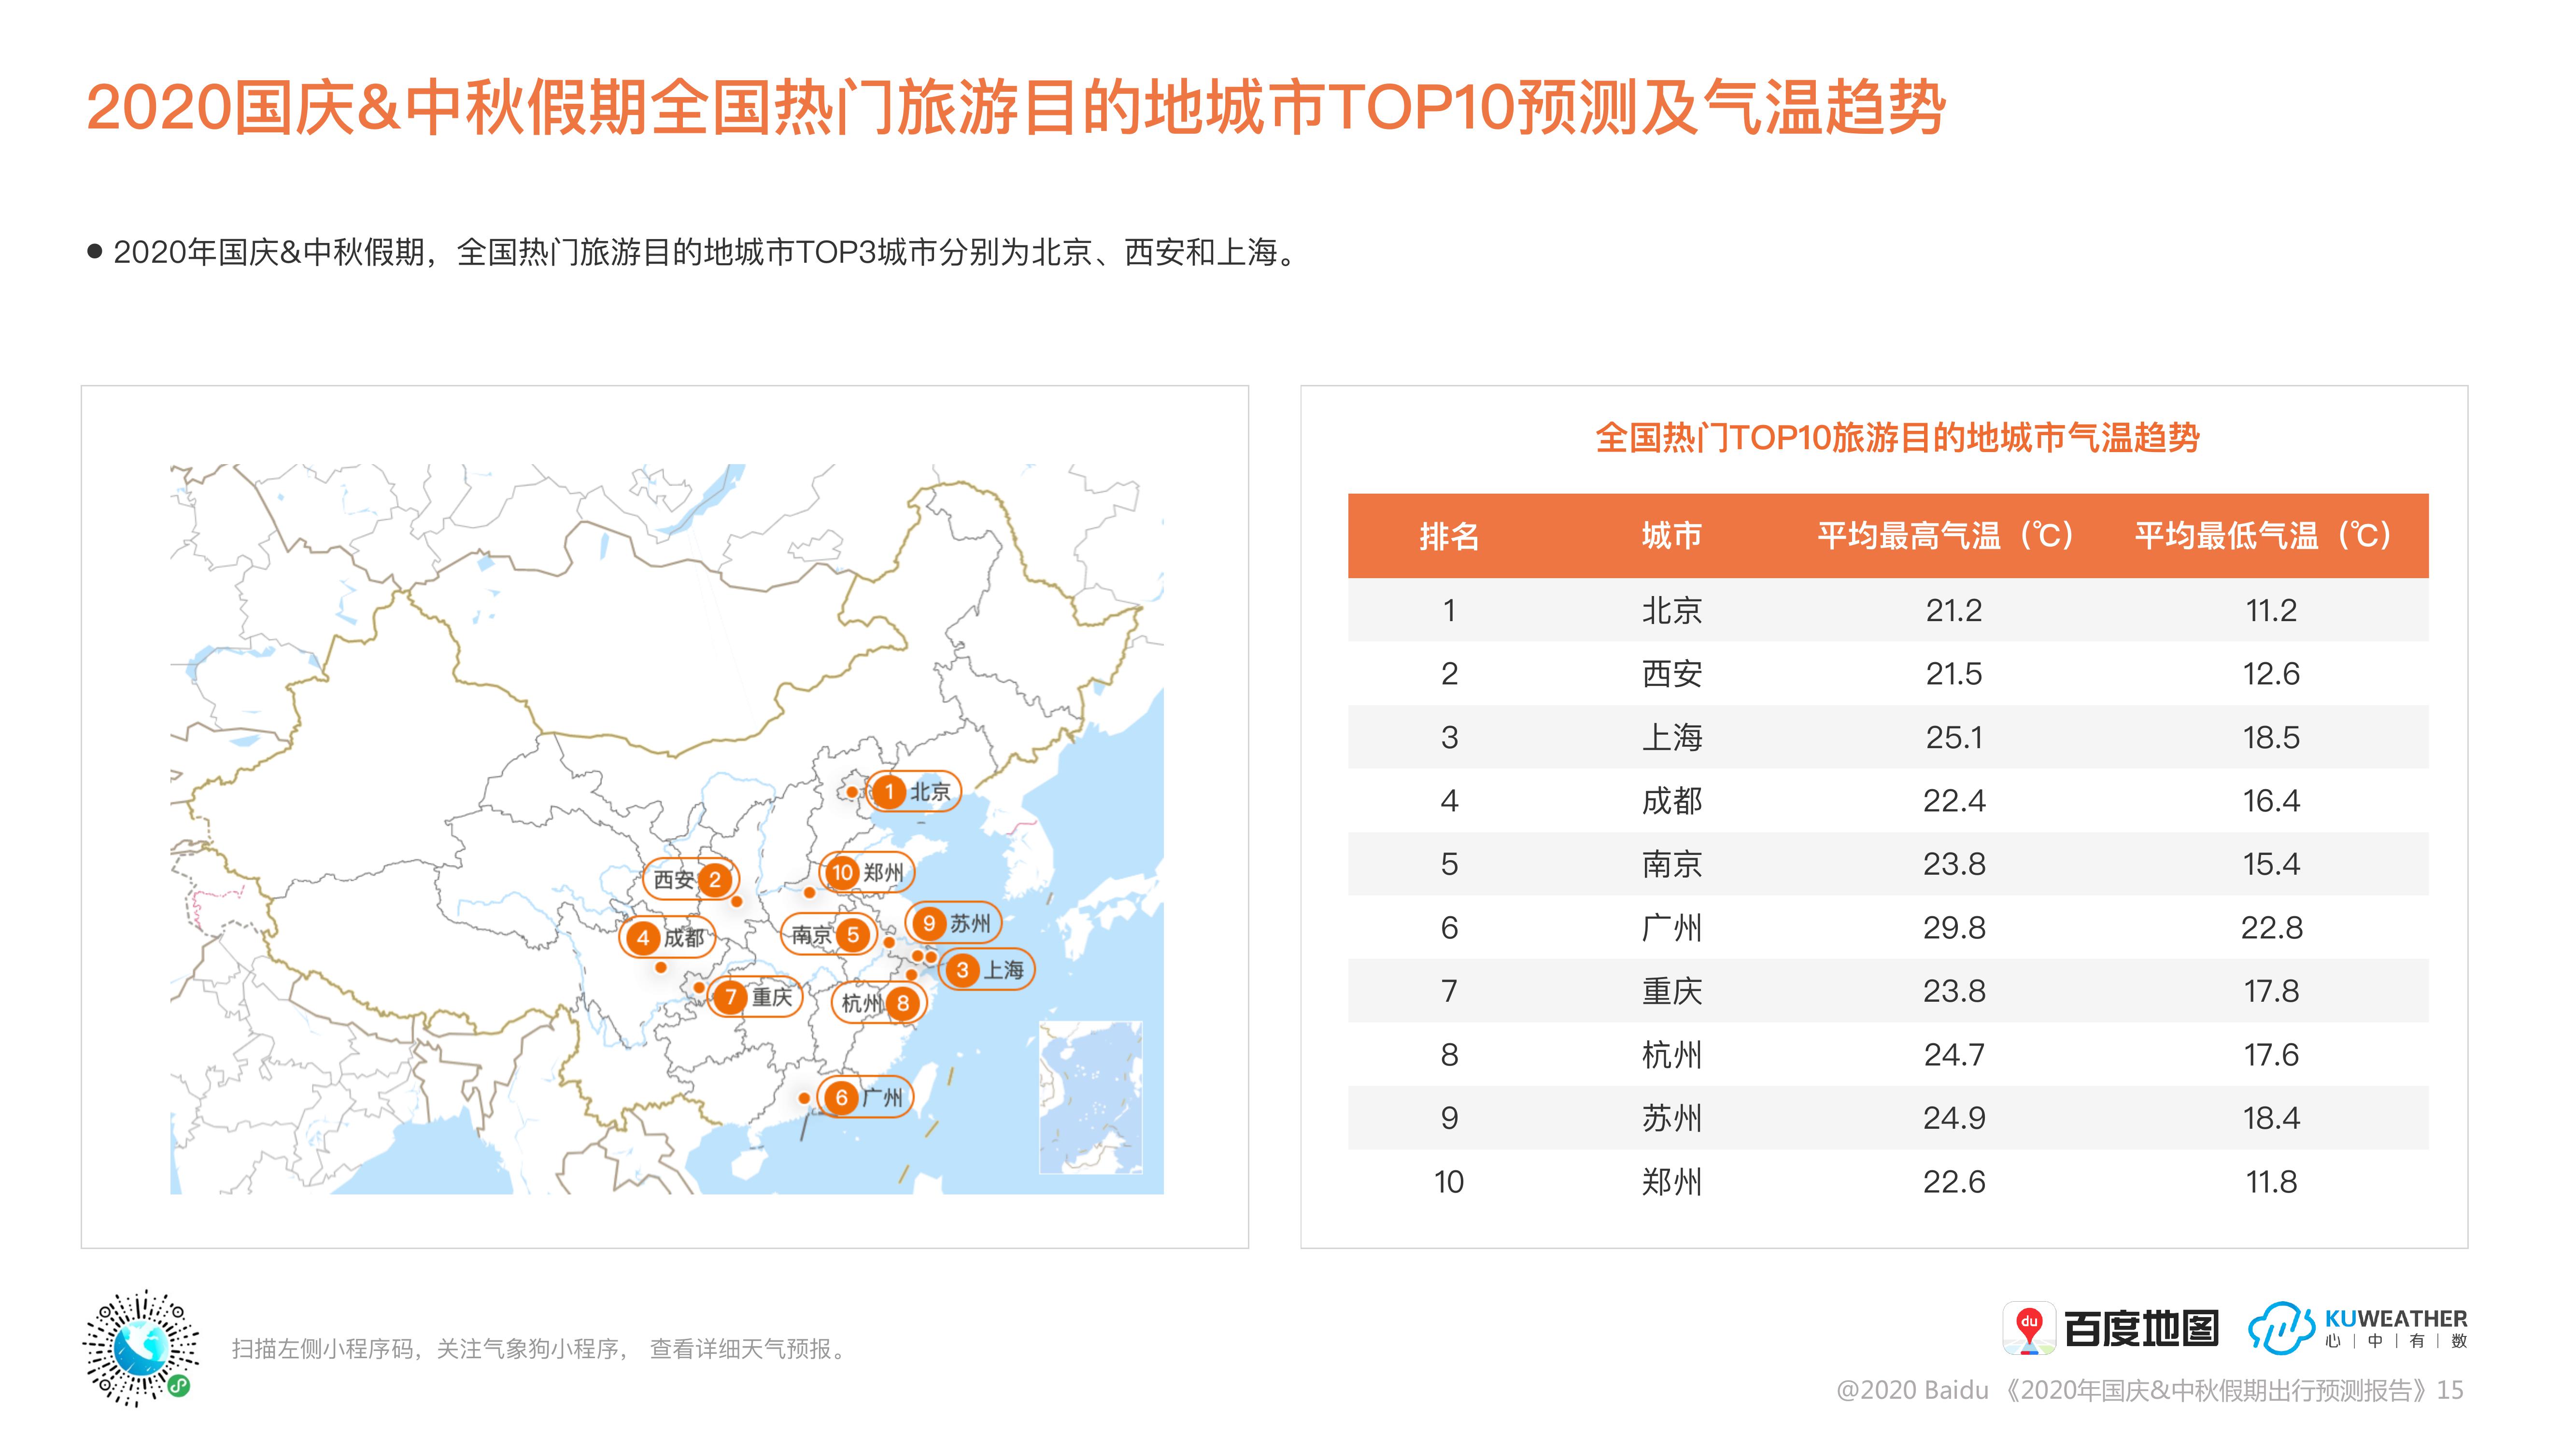 2020国庆&中秋假期全国热门旅游目的地城市TOP10预测及气温趋势
● 2020年国庆&中秋假期，全国热门旅游目的地城市TOP3城市分别为北京、西安和上海。
1 北京
10 郑州
西安 2
9 苏州
南京 5
4 成都
3 上海
7 重庆
杭州 8
6 广州
全国热门TOP10旅游目的地城市气温趋势
排名 城市 平均最高气温（℃） 平均最低气温（℃）
1 北京 21.2 11.2
2 西安 21.5 12.6
3 上海 25.1 18.5
4 成都 22.4 16.4
5 南京 23.8 15.4
6 广州 29.8 22.8
7 重庆 23.8 17.8
8 杭州 24.7 17.6
9 苏州 24.9 18.4
10 郑州 22.6 11.8
扫描左侧小程序码，关注气象狗小程序， 查看详细天气预报。
du 百度地图
KUWEATHER
心｜中｜有｜数
@2020 Baidu 《2020年国庆&中秋假期出行预测报告》15